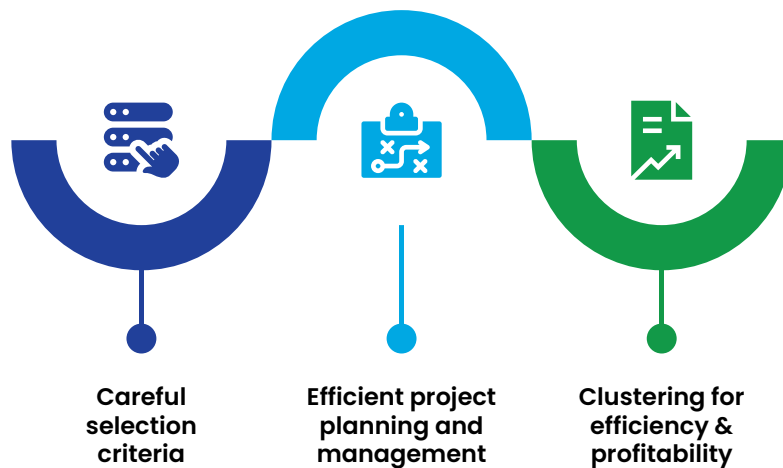 Careful
selection
criteria
Efficient project
planning and
management
Clustering for
efficiency &
profitability